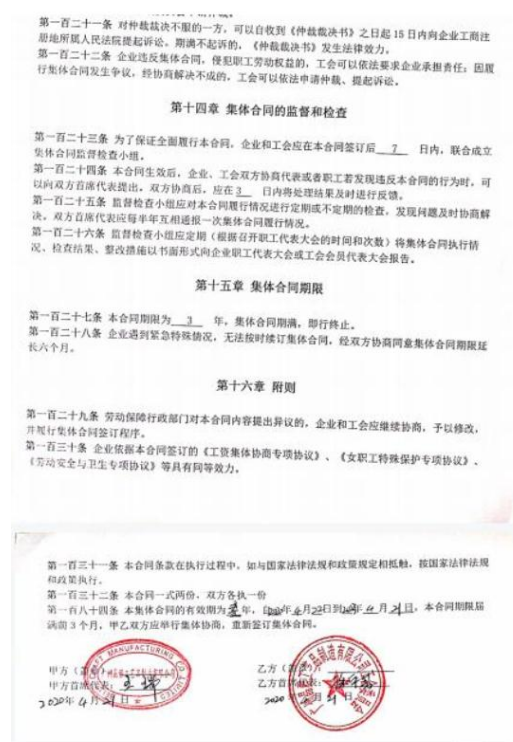 第一百二十一条 对仲裁裁决不服的一方，可以自收到《仲裁裁决书》之日起 15 日内向企业工商注
册地所属人民法院提起诉讼。期满不起诉的，《仲裁裁决书》发生法律效力。
第一百二十二条 企业违反集体合同，侵犯职工劳动权益的，工会可以依法要求企业承担责任；因履
行集体合同发生争议，经协商解决不成的，工会可以依法申请仲裁、提起诉讼。
第十四章 集体合同的监督和检查
第一百二十三条 为了保证全面履行本合同，企业和工会应在本合同签订后 7 日内，联合成立
集体合同监督检查小组。
第一百二十四条 本合同生效后，企业、工会双方协商代表或者职工若发现违反本合同的行为时，可
以向双方首席代表提出，双方协商后，应在 3 日内将处理结果及时进行反馈。
第一百二十五条 监督检查小组应对本合同履行情况进行定期或不定期的检查，发现问题及时协商解
决，双方首席代表应每半年互相通报一次集体合同履行情况。
第一百二十六条 监督检查小组应定期（根据召开职工代表大会的时间和次数）将集体合同执行情
况、检查结果、整改措施以书面形式向企业职工代表大会或工会会员代表大会报告。
第十五章 集体合同期限
第一百二十七条 本合同期限为 3 年，集体合同期满，即行终止。
第一百二十八条 企业遇到紧急特殊情况，无法按时续订集体合同，经双方协商同意集体合同期限延
长六个月。
第十六章 附则
第一百二十九条 劳动保障行政部门对本合同内容提出异议的，企业和工会应继续协商，予以修改，
并履行集体合同签订程序。
第一百三十条 企业依据本合同签订的《工资集体协商专项协议》、《女职工特殊保护专项协议》、
《劳动安全与卫生专项协议》等具有同等效力。
第一百三十一条 本合同条款在执行过程中，如与国家法律法规和政策规定相抵触，按国家法律法规
和政策执行。
第一百三十二条 本合同一式两份，双方各执一份
第一百八十四条 本集体合同的有效期为 年，自 年4月22日到 年4月21日，本合同期限届
满前 3 个月，甲乙双方应举行集体协商，重新签订集体合同。
甲方（ 乙方（
甲方首席代表： 乙方首席代表：
2020年4月21日 2020年4月21日
MANUFACTURING CO.
制造有限公司